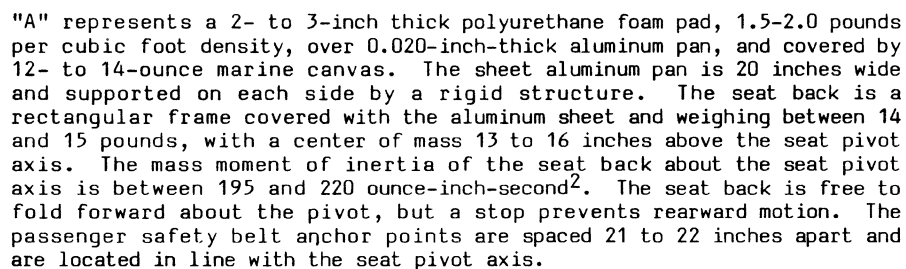 "A" represents a 2- to 3-inch thick polyurethane foam pad, 1.5-2.0 pounds
per cubic foot density, over 0.020-inch-thick aluminum pan, and covered by
12- to 14-ounce marine canvas. The sheet aluminum pan is 20 inches wide
and supported on each side by a rigid structure. The seat back is a
rectangular frame covered with the aluminum sheet and weighing between 14
and 15 pounds, with a center of mass 13 to 16 inches above the seat pivot
axis. The mass moment of inertia of the seat back about the seat pivot
axis is between 195 and 220 ounce-inch-second². The seat back is free to
fold forward about the pivot, but a stop prevents rearward motion. The
passenger safety belt anchor points are spaced 21 to 22 inches apart and
are located in line with the seat pivot axis.